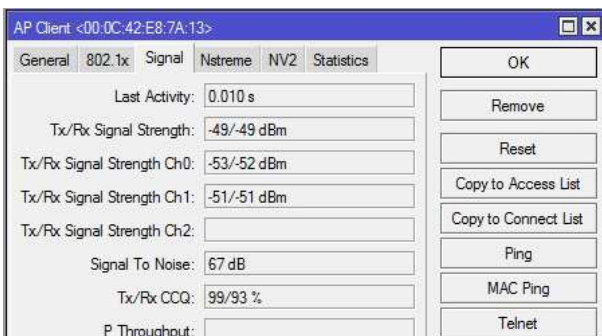 AP Client <00:0C:42:E8:7A:13>
General 802.1x Signal Nstreme NV2 Statistics
OK
Last Activity: 0.010 s
Remove
Tx/Rx Signal Strength: -49/-49 dBm
Reset
Tx/Rx Signal Strength Ch0: -53/-52 dBm
Copy to Access List
Tx/Rx Signal Strength Ch1: -51/-51 dBm
Copy to Connect List
Tx/Rx Signal Strength Ch2:
Ping
Signal To Noise: 67 dB
MAC Ping
Tx/Rx CCQ: 99/93 %
Telnet
P Throughput: